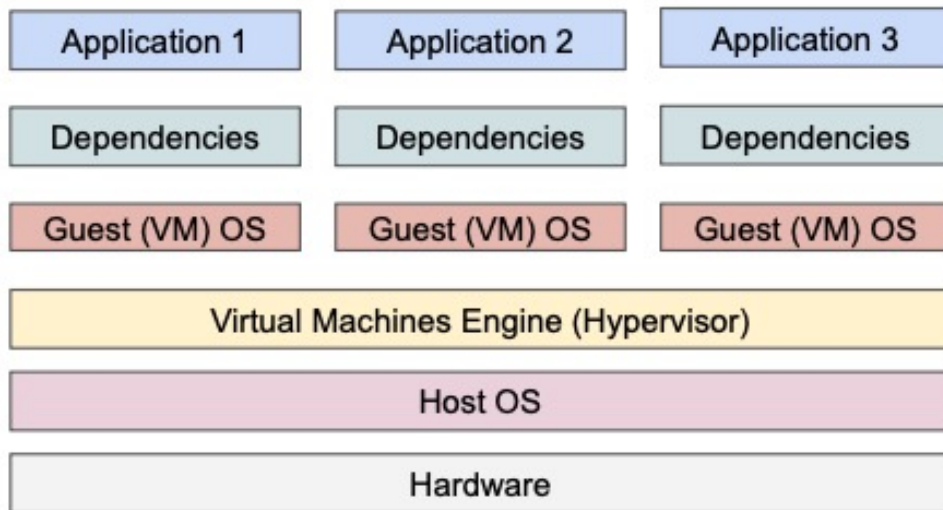 Application 1
Application 2
Application 3
Dependencies
Dependencies
Dependencies
Guest (VM) OS
Guest (VM) OS
Guest (VM) OS
Virtual Machines Engine (Hypervisor)
Host OS
Hardware